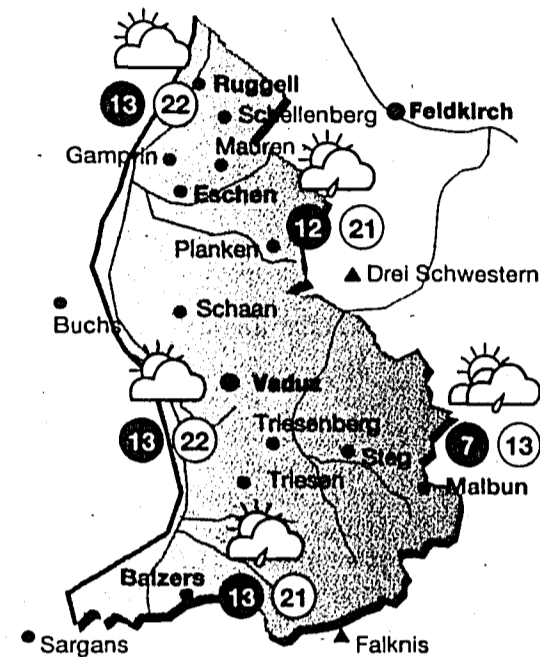 Ruggell
13 22
Schellenberg
Feldkirch
Mauren
Gamprin
Eschen
12 21
Planken
Drei Schwestern
Schaan
Buchs
Vaduz
Triesenberg
13 22
7 13
Steg
Triesen
Malbun
Balzers
13 21
Sargans
Falknis